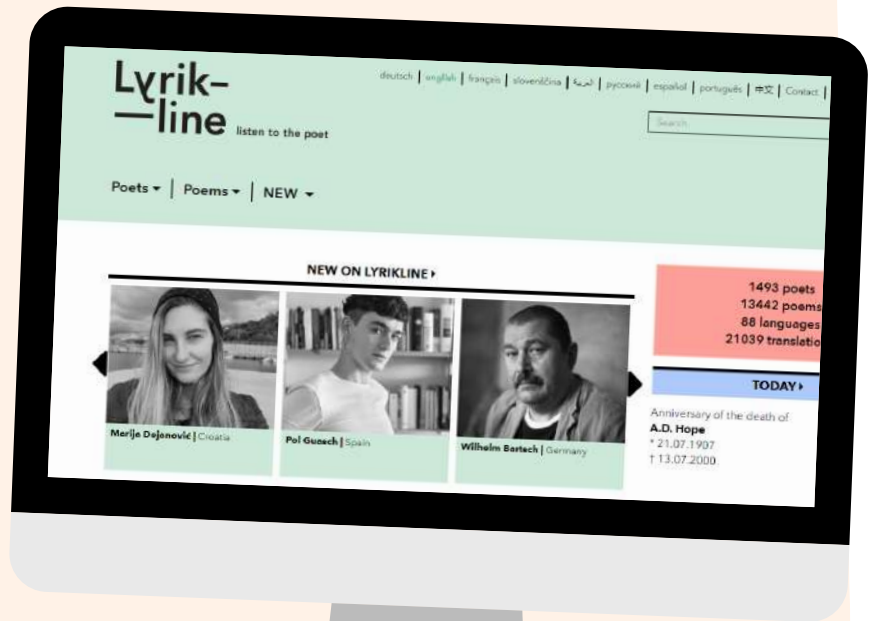 Lyrik-
—line listen to the poet
deutsch | english | français | slovenščina | العربية | русский | español | português | 中文 | Contact |
Search
Poets | Poems | NEW
NEW ON LYRIKLINE
Marija Dejanović | Croatia
Pol Guasch | Spain
Wilhelm Bartsch | Germany
1493 poets
13442 poems
88 languages
21039 translatio
TODAY
Anniversary of the death of
A.D. Hope
* 21.07.1907
† 13.07.2000